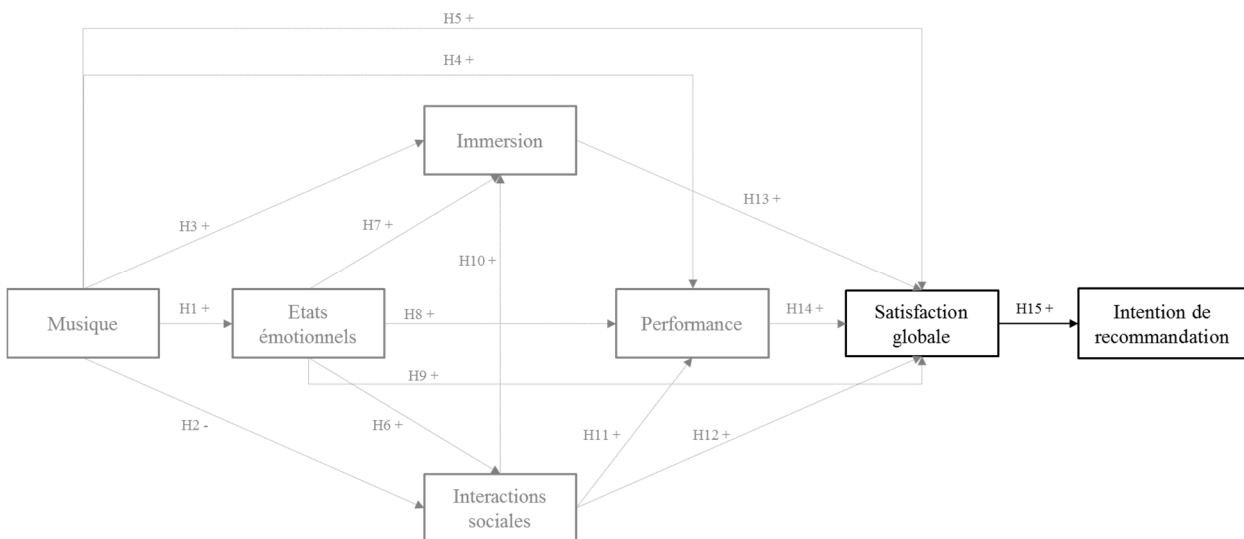 H5 +
H4 +
Immersion
H3 +
H7 +
H13 +
H10 +
Musique
H1 +
Etats
émotionnels
H8 +
Performance
H14 +
Satisfaction
globale
H15 +
Intention de
recommandation
H9 +
H2 -
H6 +
H11 +
H12 +
Interactions
sociales